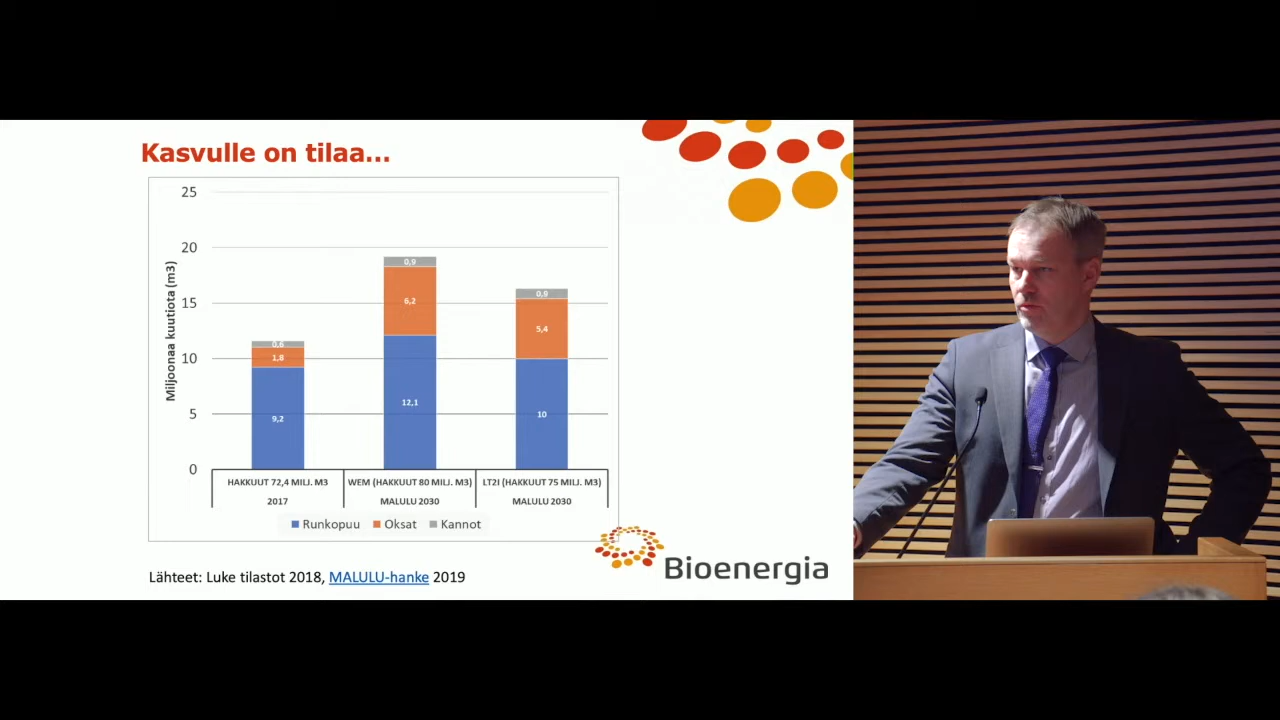 Kasvulle on tilaa...
25
20
15
10
5
0
Miljoonaa kuutiota (m3)
0,6
1,8
9,2
0,9
6,2
12,1
0,9
5,4
10
HAKKUUT 72,4 MILJ. M3
2017
WEM (HAKKUUT 80 MILJ. M3)
MALULU 2030
LT2I (HAKKUUT 75 MILJ. M3)
MALULU 2030
Runkopuu Oksat Kannot
Bioenergia
Lähteet: Luke tilastot 2018, MALULU-hanke 2019